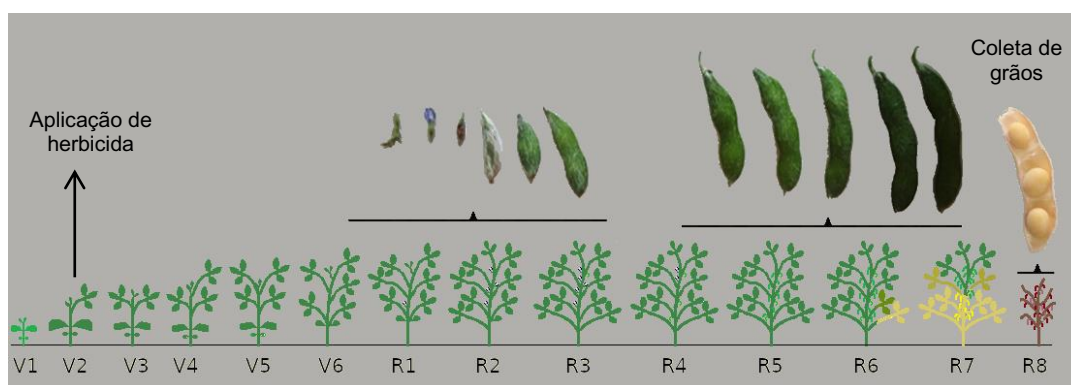 Coleta de
grãos
Aplicação de
herbicida
V1 V2 V3 V4 V5 V6 R1 R2 R3 R4 R5 R6 R7 R8